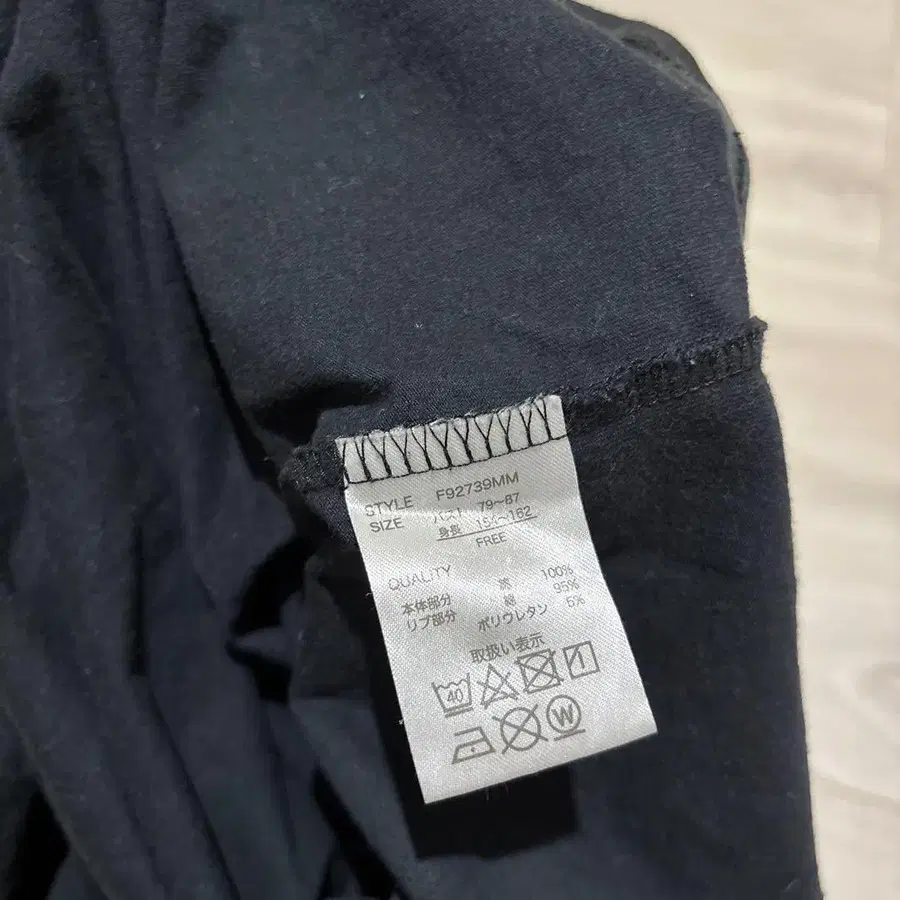 STYLE F92739MM
SIZE バスト 79～87
身長 154～162
FREE
QUALITY
本体部分 綿 100%
リブ部分 綿 95%
ポリウレタン 5%
取扱い表示
40
W